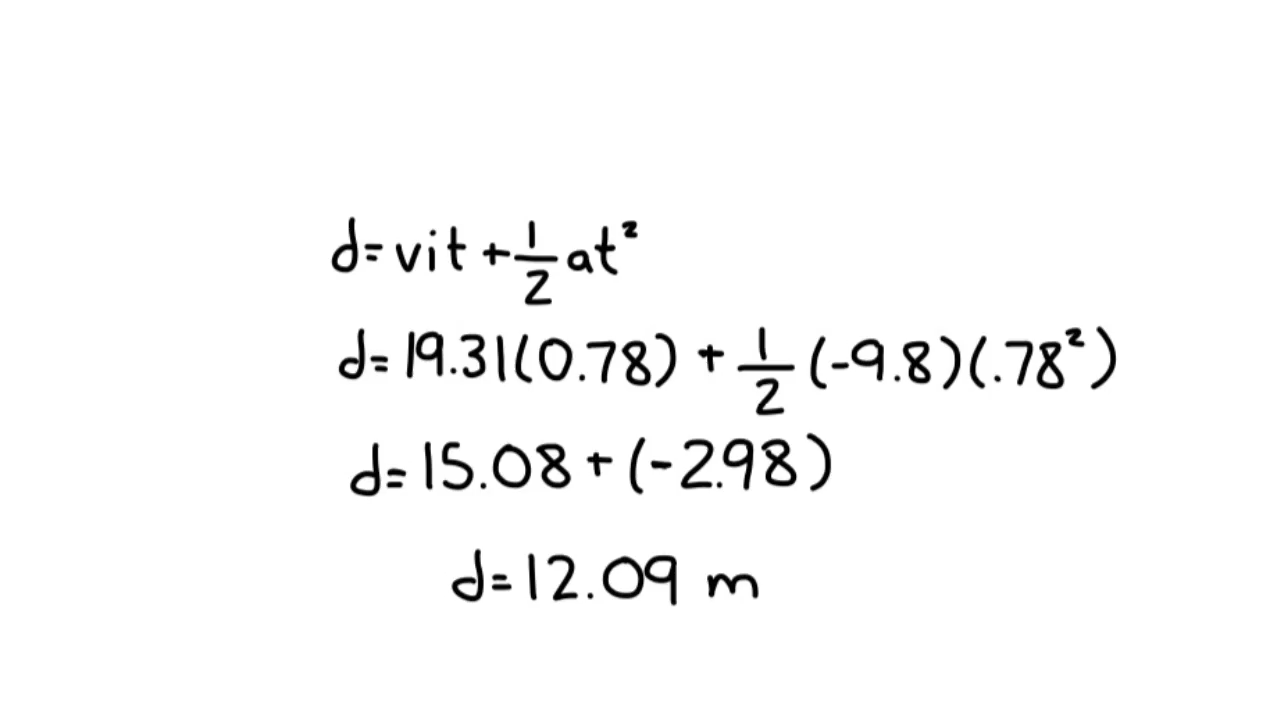 d=vit+1/2at²
d=19.31(0.78)+1/2(-9.8)(.78²)
d=15.08+(-2.98)
d=12.09 m